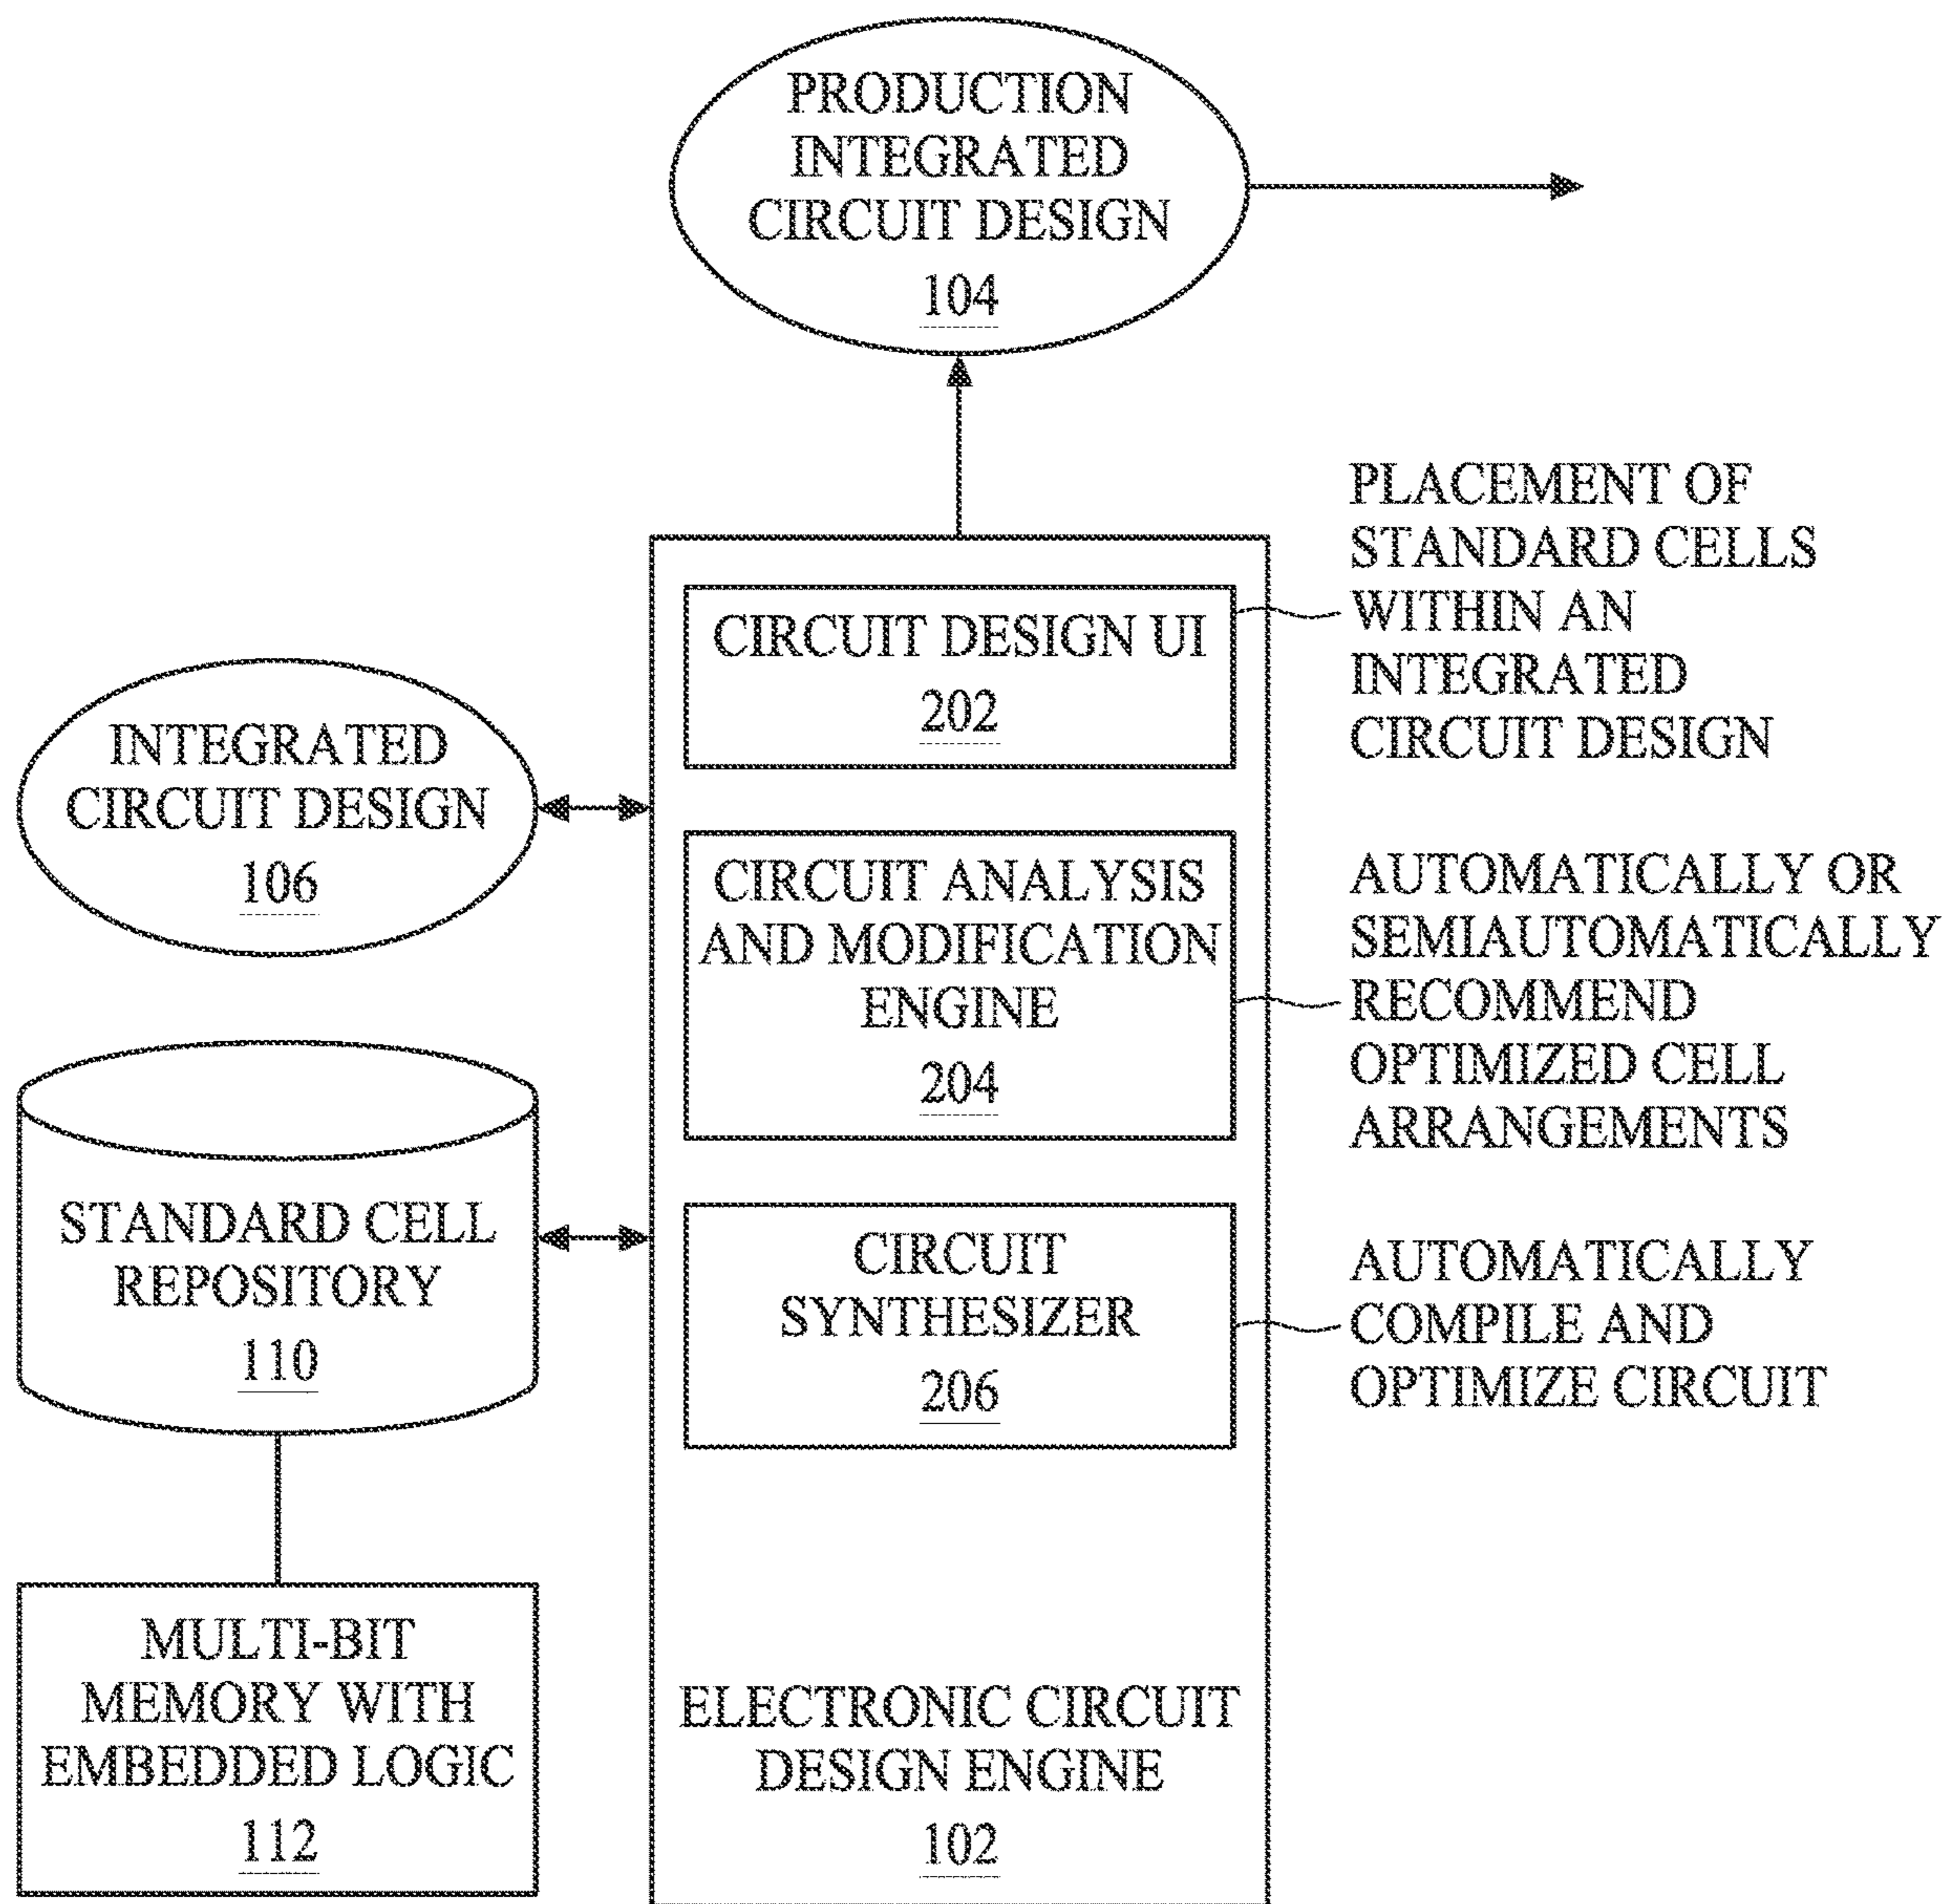 PRODUCTION
INTEGRATED
CIRCUIT DESIGN
104
PLACEMENT OF
STANDARD CELLS
WITHIN AN
INTEGRATED
CIRCUIT DESIGN
CIRCUIT DESIGN UI
202
INTEGRATED
CIRCUIT DESIGN
106
CIRCUIT ANALYSIS
AND MODIFICATION
ENGINE
204
AUTOMATICALLY OR
SEMIAUTOMATICALLY
RECOMMEND
OPTIMIZED CELL
ARRANGEMENTS
STANDARD CELL
REPOSITORY
110
CIRCUIT
SYNTHESIZER
206
AUTOMATICALLY
COMPILE AND
OPTIMIZE CIRCUIT
MULTI-BIT
MEMORY WITH
EMBEDDED LOGIC
112
ELECTRONIC CIRCUIT
DESIGN ENGINE
102